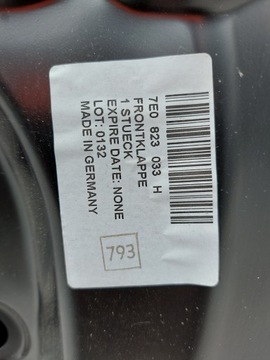 7E0 823 033 H
FRONTKLAPPE
1 STUECK
EXPIRE DATE: NONE
LOT: 0132
MADE IN GERMANY
793